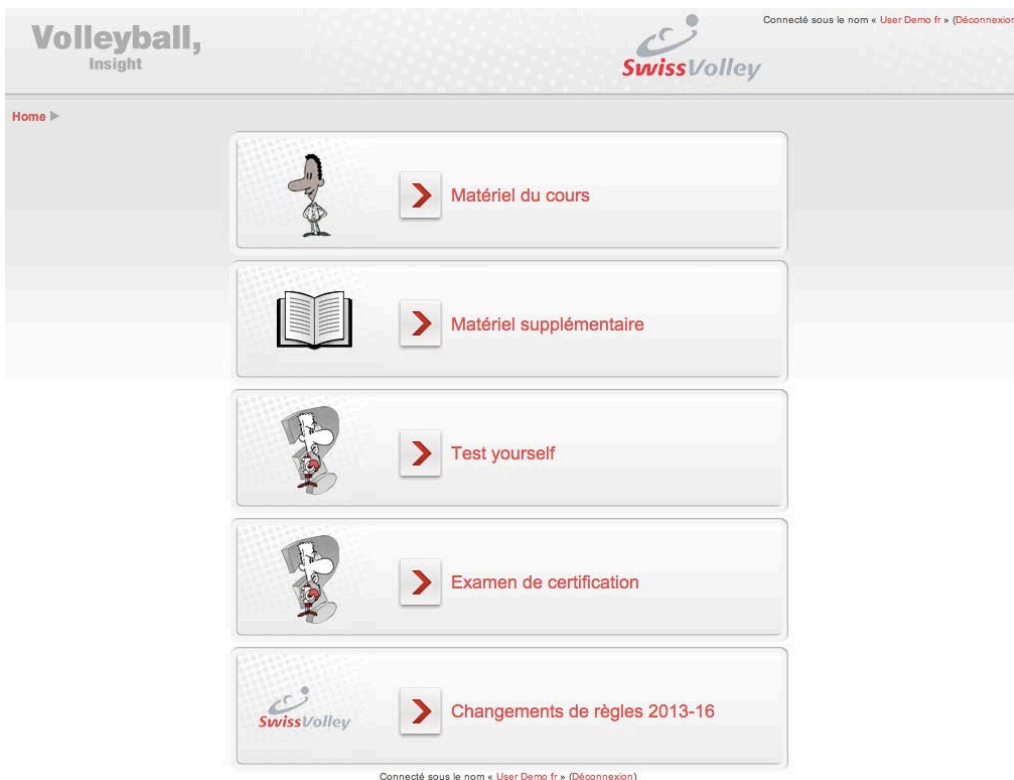 Connecté sous le nom « User Demo fr » (Déconnexion
Volleyball,
Insight
SwissVolley
Home
Matériel du cours
Matériel supplémentaire
Test yourself
Examen de certification
SwissVolley
Changements de règles 2013-16
Connecté sous le nom « User Demo fr » (Déconnexion)